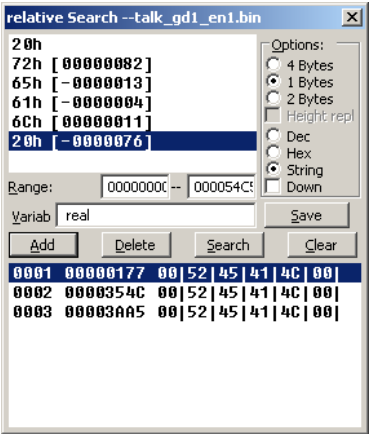 relative Search --talk_gd1_en1.bin
20h
72h [00000082]
65h [-0000013]
61h [-0000004]
6Ch [00000011]
20h [-0000076]
Options:
4 Bytes
1 Bytes
2 Bytes
Height repl
Dec
Hex
String
Down
Range: 0000000( -- 000054C5
Variab real
Save
Add Delete Search Clear
0001 00000177 00|52|45|41|4C|00|
0002 0000354C 00|52|45|41|4C|00|
0003 00003AA5 00|52|45|41|4C|00|